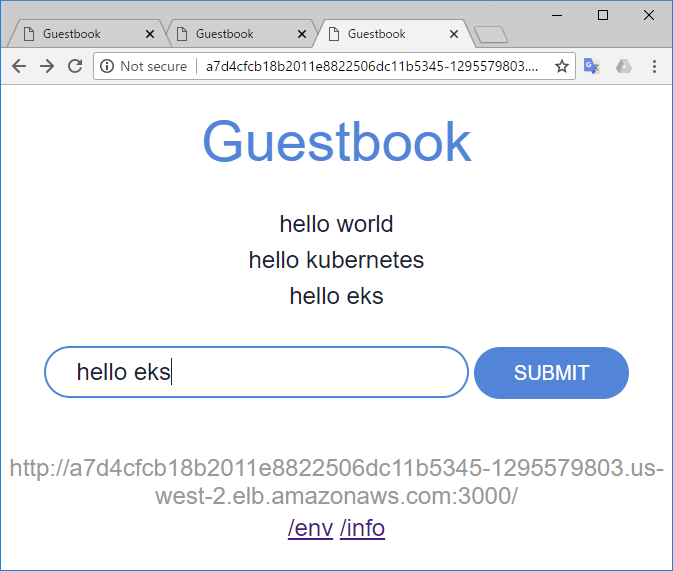 Guestbook
Guestbook
Guestbook
Not secure
a7d4cfcb18b2011e8822506dc11b5345-1295579803....
Guestbook
hello world
hello kubernetes
hello eks
hello eks
SUBMIT
http://a7d4cfcb18b2011e8822506dc11b5345-1295579803.us-
west-2.elb.amazonaws.com:3000/
/env /info